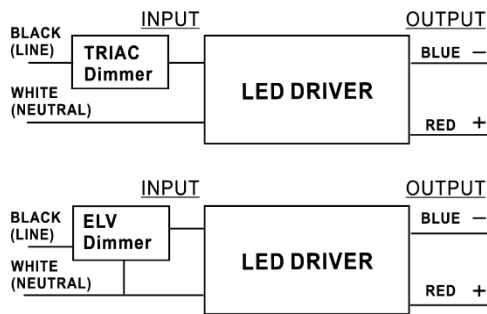 INPUT
OUTPUT
BLACK
(LINE)
TRIAC
Dimmer
WHITE
(NEUTRAL)
LED DRIVER
BLUE −
RED +
INPUT
OUTPUT
BLACK
(LINE)
ELV
Dimmer
WHITE
(NEUTRAL)
LED DRIVER
BLUE −
RED +